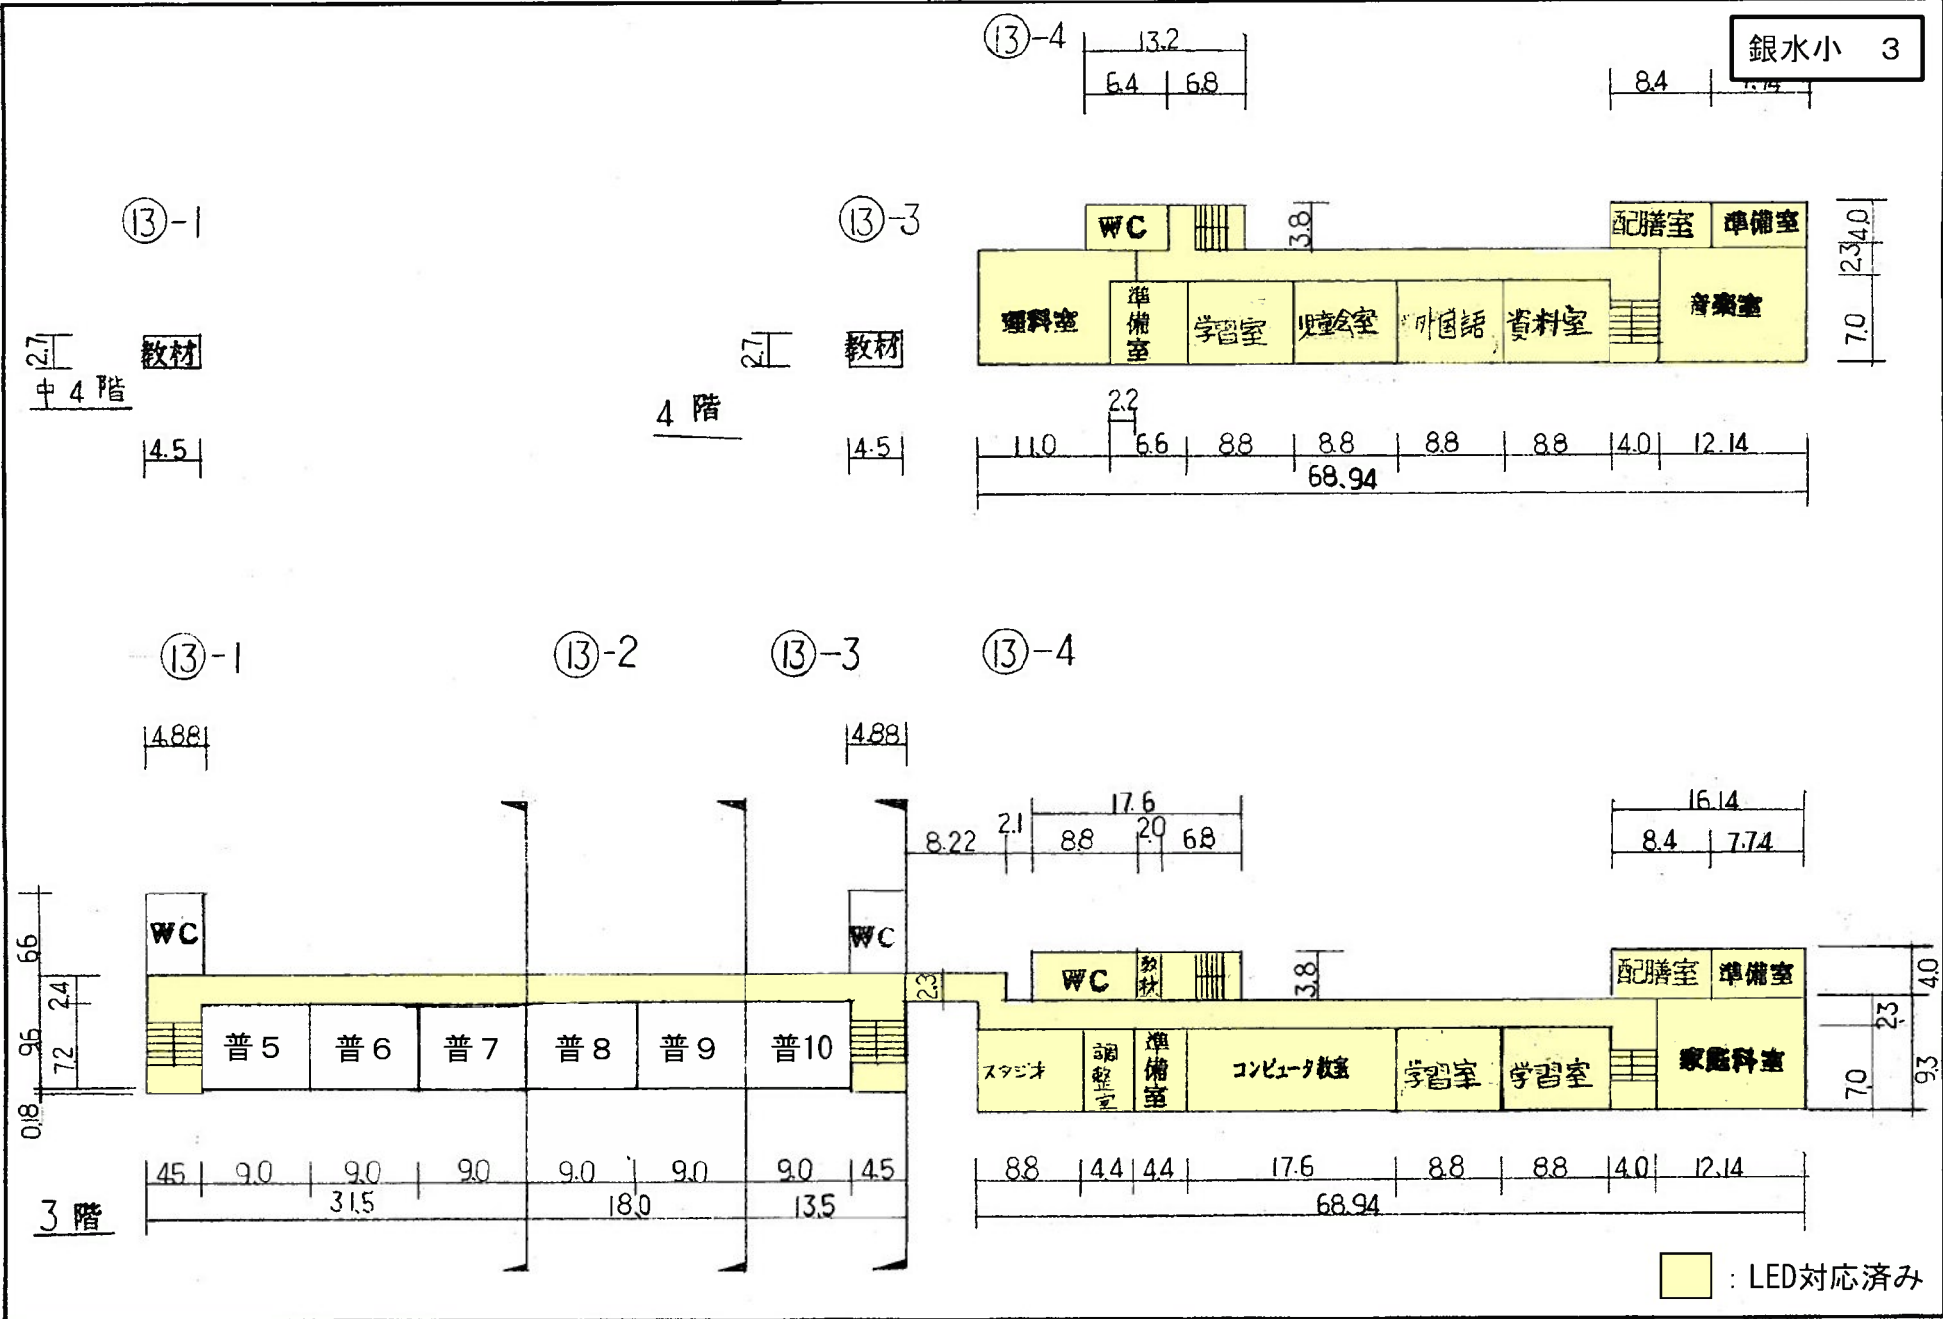 ⑬-4
13.2
6.4 6.8
銀水小 3
8.4
⑬-1
⑬-3
WC
3.8
配膳室 準備室
4.0
2.3
7.0
理科室
準備室
学習室
児童会室
外国語
資料室
音楽室
2.7
教材
中4階
4.5
2.7
教材
4階
4.5
2.2
11.0 6.6 8.8 8.8 8.8 8.8 4.0 12.14
68.94
⑬-1
⑬-2
⑬-3
⑬-4
4.88
4.88
8.22
2.1
17.6
8.8 2.0 6.8
16.14
8.4 7.74
WC
WC
6.6
2.4
9.6
7.2
0.18
普5 普6 普7 普8 普9 普10
2.3
WC
教材
3.8
配膳室 準備室
4.0
2.3
7.0
9.3
スタジオ
調整室
準備室
コンピュータ教室
学習室
学習室
家庭科室
4.5 9.0 9.0 9.0 9.0 9.0 9.0 4.5
31.5 18.0 13.5
3階
8.8 4.4 4.4 17.6 8.8 8.8 4.0 12.14
68.94
：LED対応済み